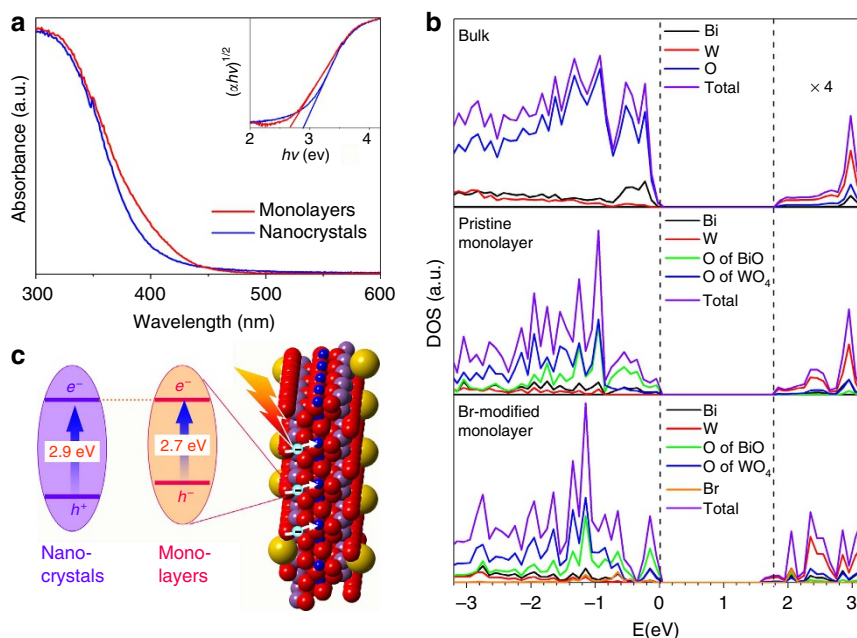 a
Absorbance (a.u.)
300
400
500
600
Wavelength (nm)
Monolayers
Nanocrystals
(αhν)1/2
2
3
4
hν (ev)
b
DOS (a.u.)
Bulk
Bi
W
O
Total
× 4
Pristine
monolayer
Bi
W
O of BiO
O of WO4
Total
Br-modified
monolayer
Bi
W
O of BiO
O of WO4
Br
Total
−3
−2
−1
0
1
2
3
E(eV)
c
e−
2.9 eV
h+
Nano-
crystals
e−
2.7 eV
h−
Mono-
layers